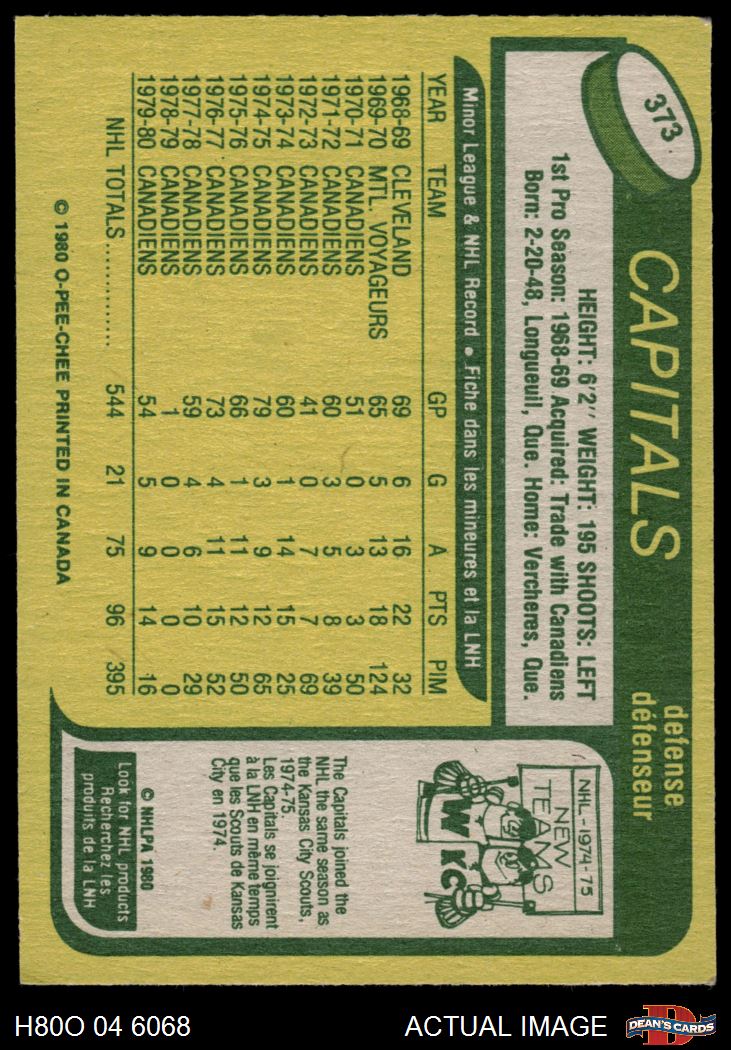 373
CAPITALS
defense
défenseur
HEIGHT: 6'2" WEIGHT: 195 SHOOTS: LEFT
1st Pro Season: 1968-69 Acquired: Trade with Canadiens
Born: 2-20-48, Longueuil, Que. Home: Vercheres, Que.
Minor League & NHL Record • Fiche dans les mineures et la LNH
YEAR TEAM GP G A PTS PIM
1968-69 CLEVELAND 69 6 16 22 32
1969-70 MTL. VOYAGEURS 65 5 13 18 124
1970-71 CANADIENS 51 0 3 3 50
1971-72 CANADIENS 60 3 5 8 39
1972-73 CANADIENS 41 0 7 7 69
1973-74 CANADIENS 60 1 14 15 25
1974-75 CANADIENS 79 3 9 12 65
1975-76 CANADIENS 66 1 11 12 50
1976-77 CANADIENS 73 4 11 15 52
1977-78 CANADIENS 59 4 6 10 29
1978-79 CANADIENS 1 0 0 0 0
1979-80 CANADIENS 54 5 9 14 16
NHL TOTALS ............. 544 21 75 96 395
© 1980 O-PEE-CHEE PRINTED IN CANADA
NHL-1974-75
NEW
TEAMS
W KC
The Capitals joined the
NHL the same season as
the Kansas City Scouts,
1974-75.
Les Capitals se joignirent
à la LNH en même temps
que les Scouts de Kansas
City en 1974.
© NHLPA 1980
Look for NHL products
Recherchez les
produits de la LNH
H80O 04 6068
ACTUAL IMAGE
D
DEAN'S CARDS